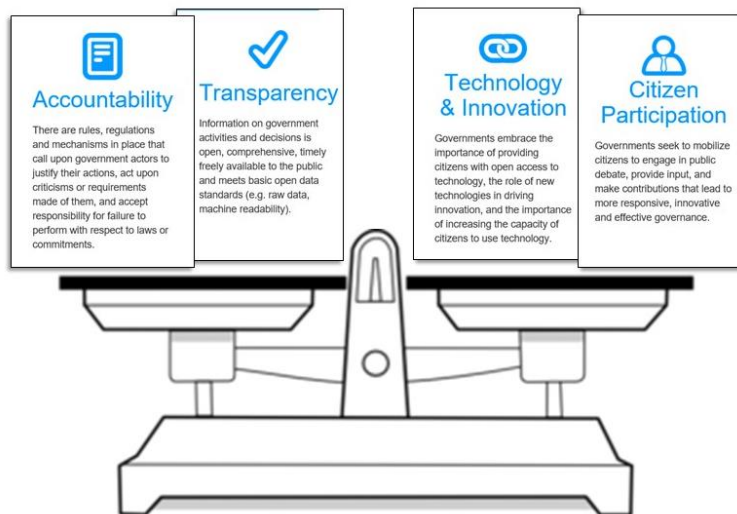 Accountability
There are rules, regulations
and mechanisms in place that
call upon government actors to
justify their actions, act upon
criticisms or requirements
made of them, and accept
responsibility for failure to
perform with respect to laws or
commitments.
Transparency
Information on government
activities and decisions is
open, comprehensive, timely
freely available to the public
and meets basic open data
standards (e.g. raw data,
machine readability).
Technology
& Innovation
Governments embrace the
importance of providing
citizens with open access to
technology, the role of new
technologies in driving
innovation, and the importance
of increasing the capacity of
citizens to use technology.
Citizen
Participation
Governments seek to mobilize
citizens to engage in public
debate, provide input, and
make contributions that lead to
more responsive, innovative
and effective governance.